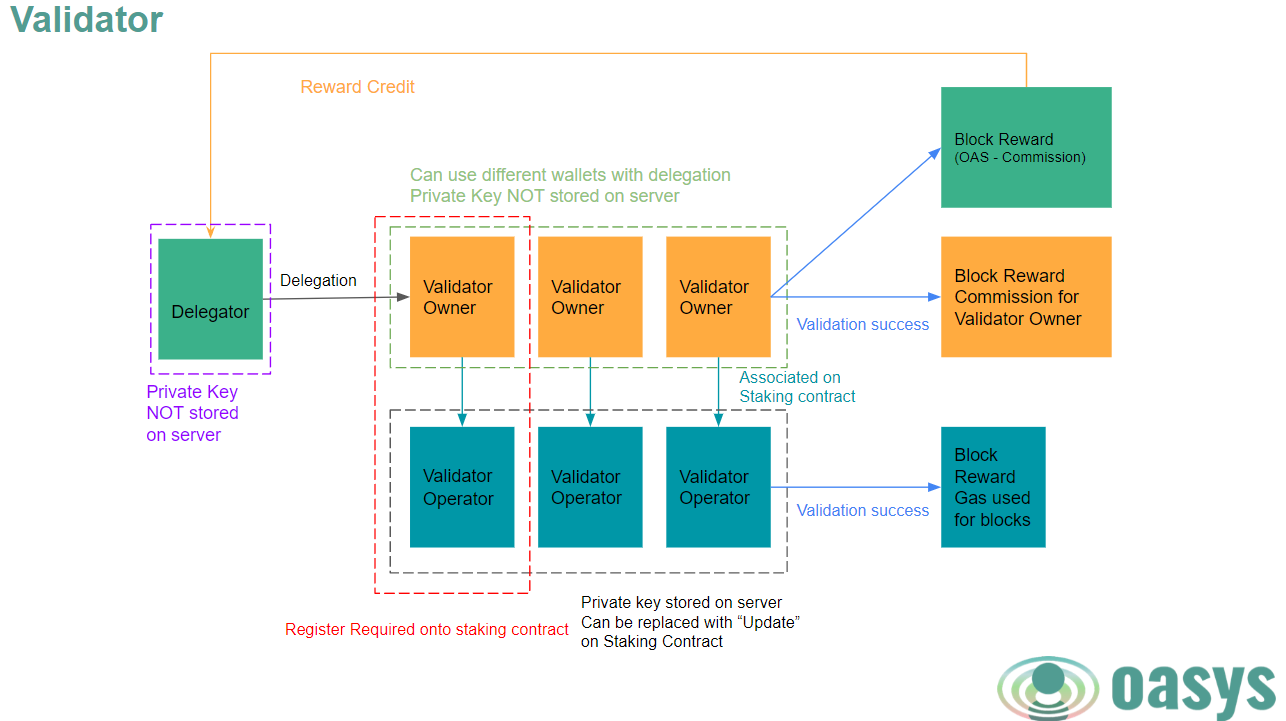 Validator
Reward Credit
Block Reward
(OAS - Commission)
Can use different wallets with delegation
Private Key NOT stored on server
Delegator
Delegation
Validator
Owner
Validator
Owner
Validator
Owner
Block Reward
Commission for
Validator Owner
Validation success
Private Key
NOT stored
on server
Associated on
Staking contract
Validator
Operator
Validator
Operator
Validator
Operator
Block
Reward
Gas used
for blocks
Validation success
Register Required onto staking contract
Private key stored on server
Can be replaced with “Update”
on Staking Contract
oasys